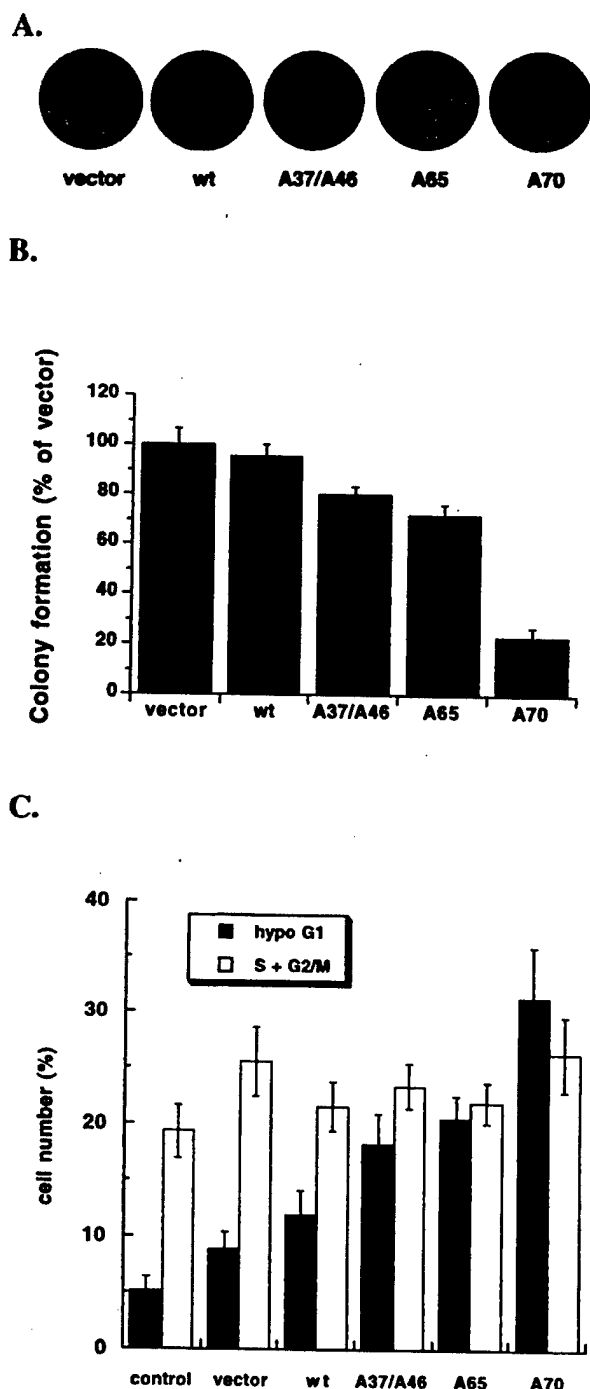 A.
vector wt A37/A46 A65 A70
B.
Colony formation (% of vector)
120
100
80
60
40
20
0
vector wt A37/A46 A65 A70
C.
cell number (%)
40
30
20
10
0
hypo G1
S + G2/M
control vector wt A37/A46 A65 A70